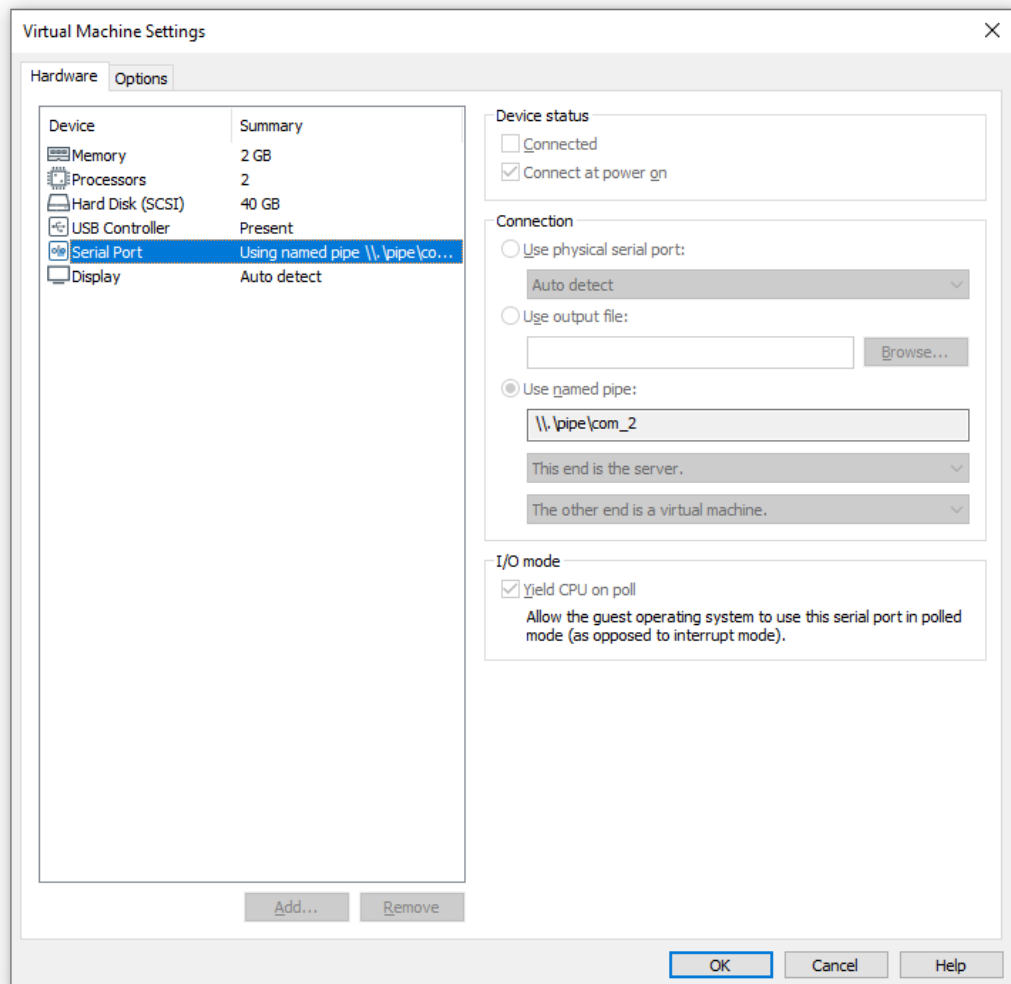 Virtual Machine Settings
Hardware
Options
Device Summary
Memory 2 GB
Processors 2
Hard Disk (SCSI) 40 GB
USB Controller Present
Serial Port Using named pipe \\.\pipe\co...
Display Auto detect
Add...
Remove
Device status
Connected
Connect at power on
Connection
Use physical serial port:
Auto detect
Use output file:
Browse...
Use named pipe:
\\.\pipe\com_2
This end is the server.
The other end is a virtual machine.
I/O mode
Yield CPU on poll
Allow the guest operating system to use this serial port in polled
mode (as opposed to interrupt mode).
OK
Cancel
Help